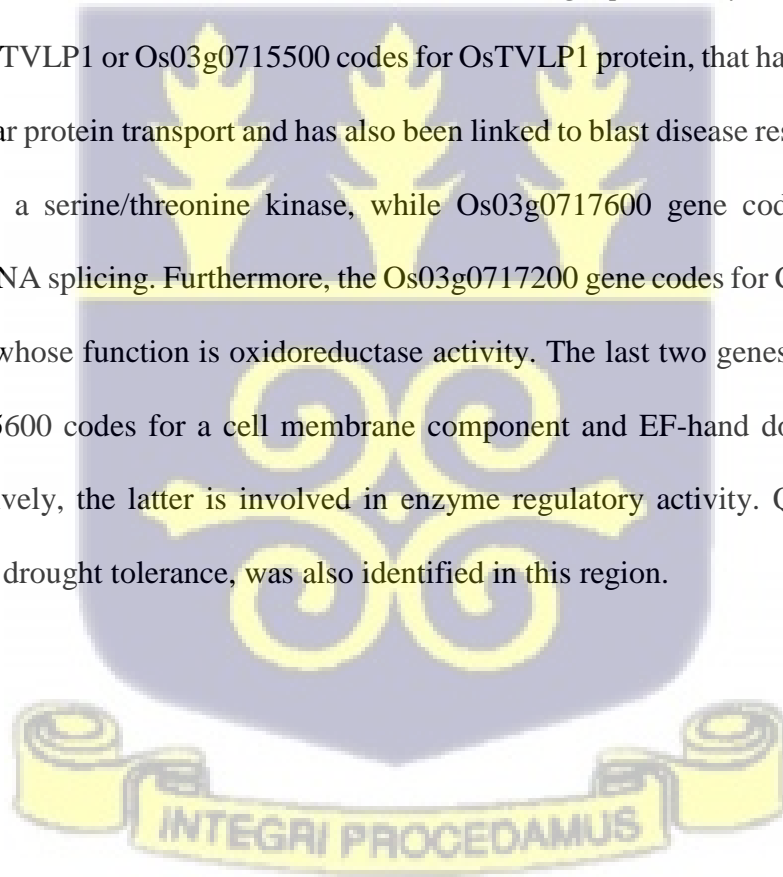 TVLP1 or Os03g0715500 codes for OsTVLP1 protein, that ha
ar protein transport and has also been linked to blast disease res
a serine/threonine kinase, while Os03g0717600 gene cod
NA splicing. Furthermore, the Os03g0717200 gene codes for
whose function is oxidoreductase activity. The last two genes
5600 codes for a cell membrane component and EF-hand do
ively, the latter is involved in enzyme regulatory activity.
drought tolerance, was also identified in this region.
INTEGRI PROCEDAMUS